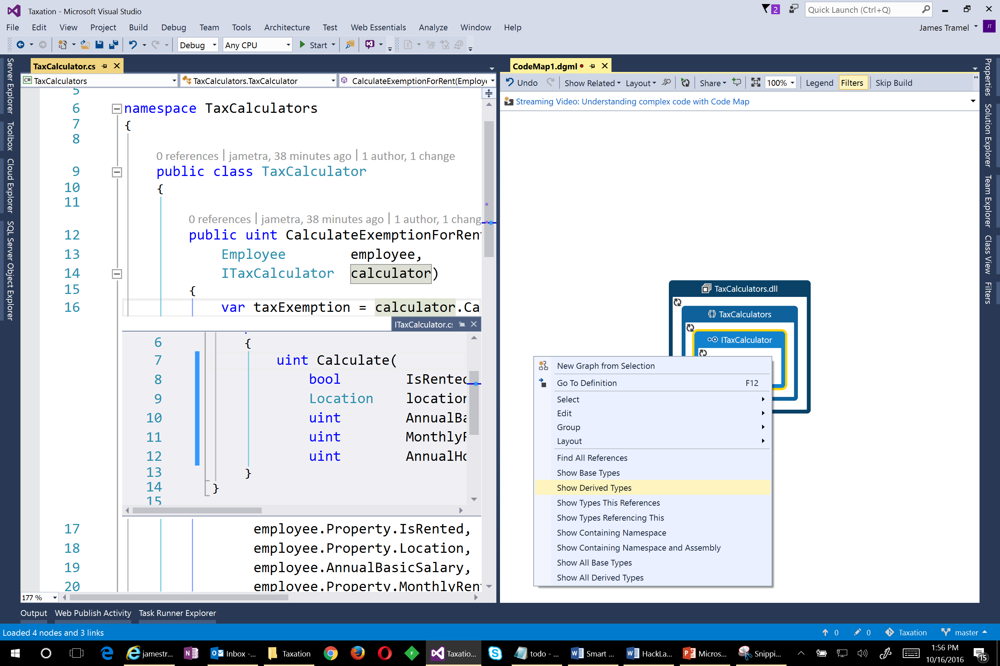 Taxation - Microsoft Visual Studio
2
Quick Launch (Ctrl+Q)
File Edit View Project Build Debug Team Tools Architecture Test Web Essentials Analyze Window Help
James Tramel
JT
Debug
Any CPU
Start
Server Explorer
Toolbox
Cloud Explorer
SQL Server Object Explorer
TaxCalculator.cs
C# TaxCalculators
TaxCalculators.TaxCalculator
CalculateExemptionForRent(Employe
5
6 namespace TaxCalculators
7 {
8
0 references | jametra, 38 minutes ago | 1 author, 1 change
9 public class TaxCalculator
10 {
11
0 references | jametra, 38 minutes ago | 1 author, 1 chang
12 public uint CalculateExemptionForRent
13 Employee employee,
14 ITaxCalculator calculator)
15 {
16 var taxExemption = calculator.Ca
ITaxCalculator.cs
6 {
7 uint Calculate(
8 bool IsRented
9 Location location
10 uint AnnualBa
11 uint MonthlyR
12 uint AnnualHo
13 }
14 }
15
17 employee.Property.IsRented,
18 employee.Property.Location,
19 employee.AnnualBasicSalary,
20 employee.Property.MonthlyRent
177 %
CodeMap1.dgml
Undo Show Related Layout Share 100% Legend Filters Skip Build
Streaming Video: Understanding complex code with Code Map
TaxCalculators.dll
TaxCalculators
ITaxCalculator
New Graph from Selection
Go To Definition F12
Select
Edit
Group
Layout
Find All References
Show Base Types
Show Derived Types
Show Types This References
Show Types Referencing This
Show Containing Namespace
Show Containing Namespace and Assembly
Show All Base Types
Show All Derived Types
Properties
Solution Explorer
Team Explorer
Class View
Filters
Output Web Publish Activity Task Runner Explorer
Loaded 4 nodes and 3 links
0 0 Taxation master
jamestr...
N
Inbox -...
Taxation
F
Taxatio...
todo - ...
Smart ...
HackLa...
Micros...
Snippi...
1:56 PM
10/16/2016
15